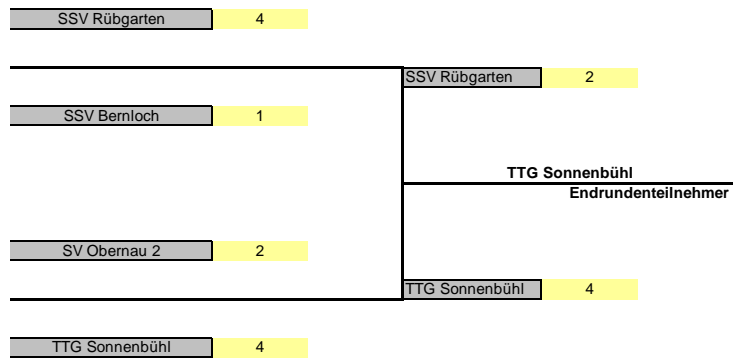 SSV Rübgarten 4
SSV Rübgarten 2
SSV Bernloch 1
TTG Sonnenbühl
Endrundenteilnehmer
SV Obernau 2 2
TTG Sonnenbühl 4
TTG Sonnenbühl 4